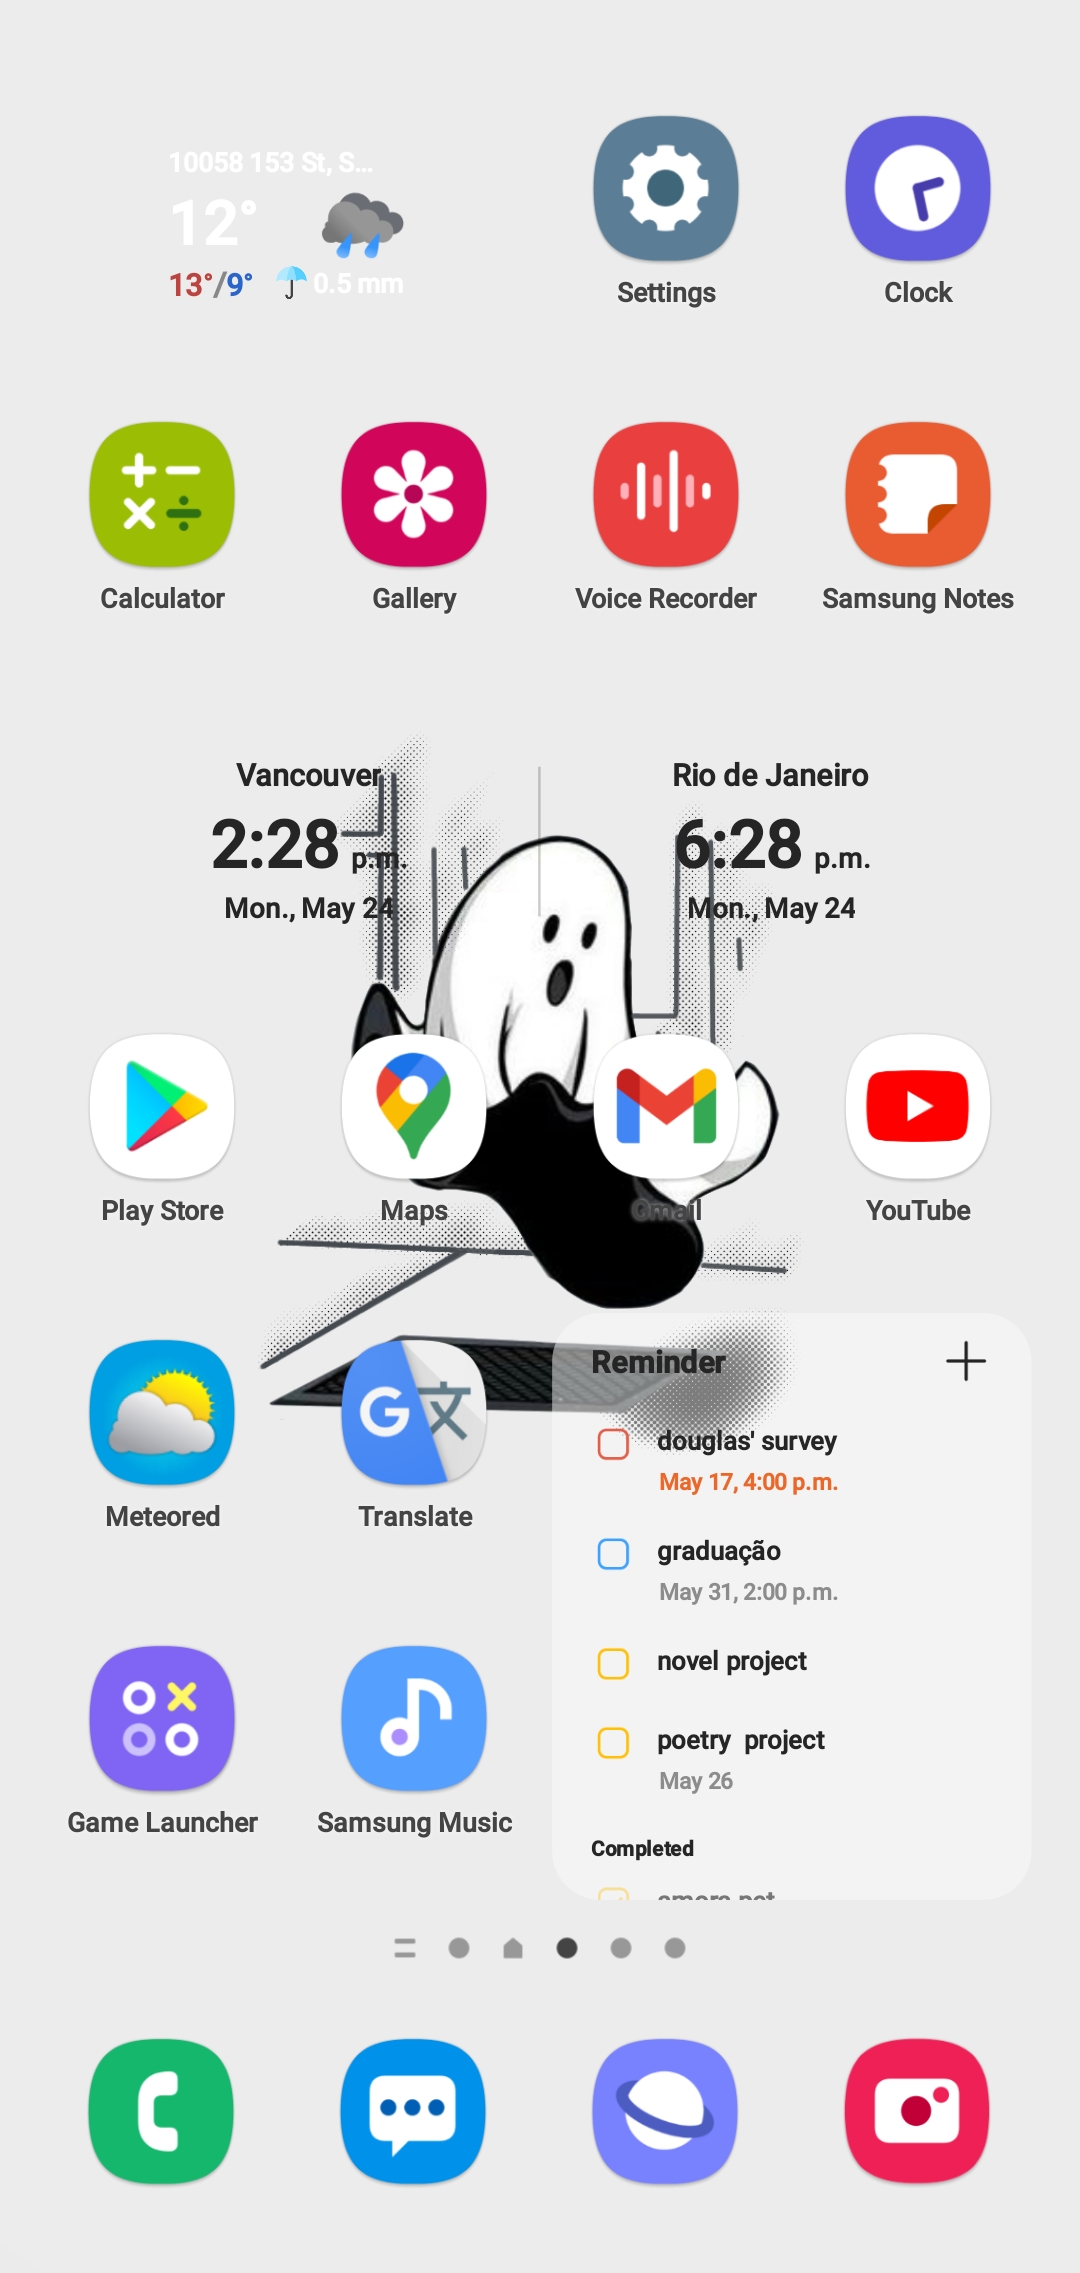 10058 153 St, S...
12°
13°/9° 0.5 mm
Settings
Clock
Calculator
Gallery
Voice Recorder
Samsung Notes
Vancouver
2:28 p.m.
Mon., May 24
Rio de Janeiro
6:28 p.m.
Mon., May 24
Play Store
Maps
Gmail
YouTube
Meteored
Translate
Game Launcher
Samsung Music
Reminder
douglas' survey
May 17, 4:00 p.m.
graduação
May 31, 2:00 p.m.
novel project
poetry  project
May 26
Completed